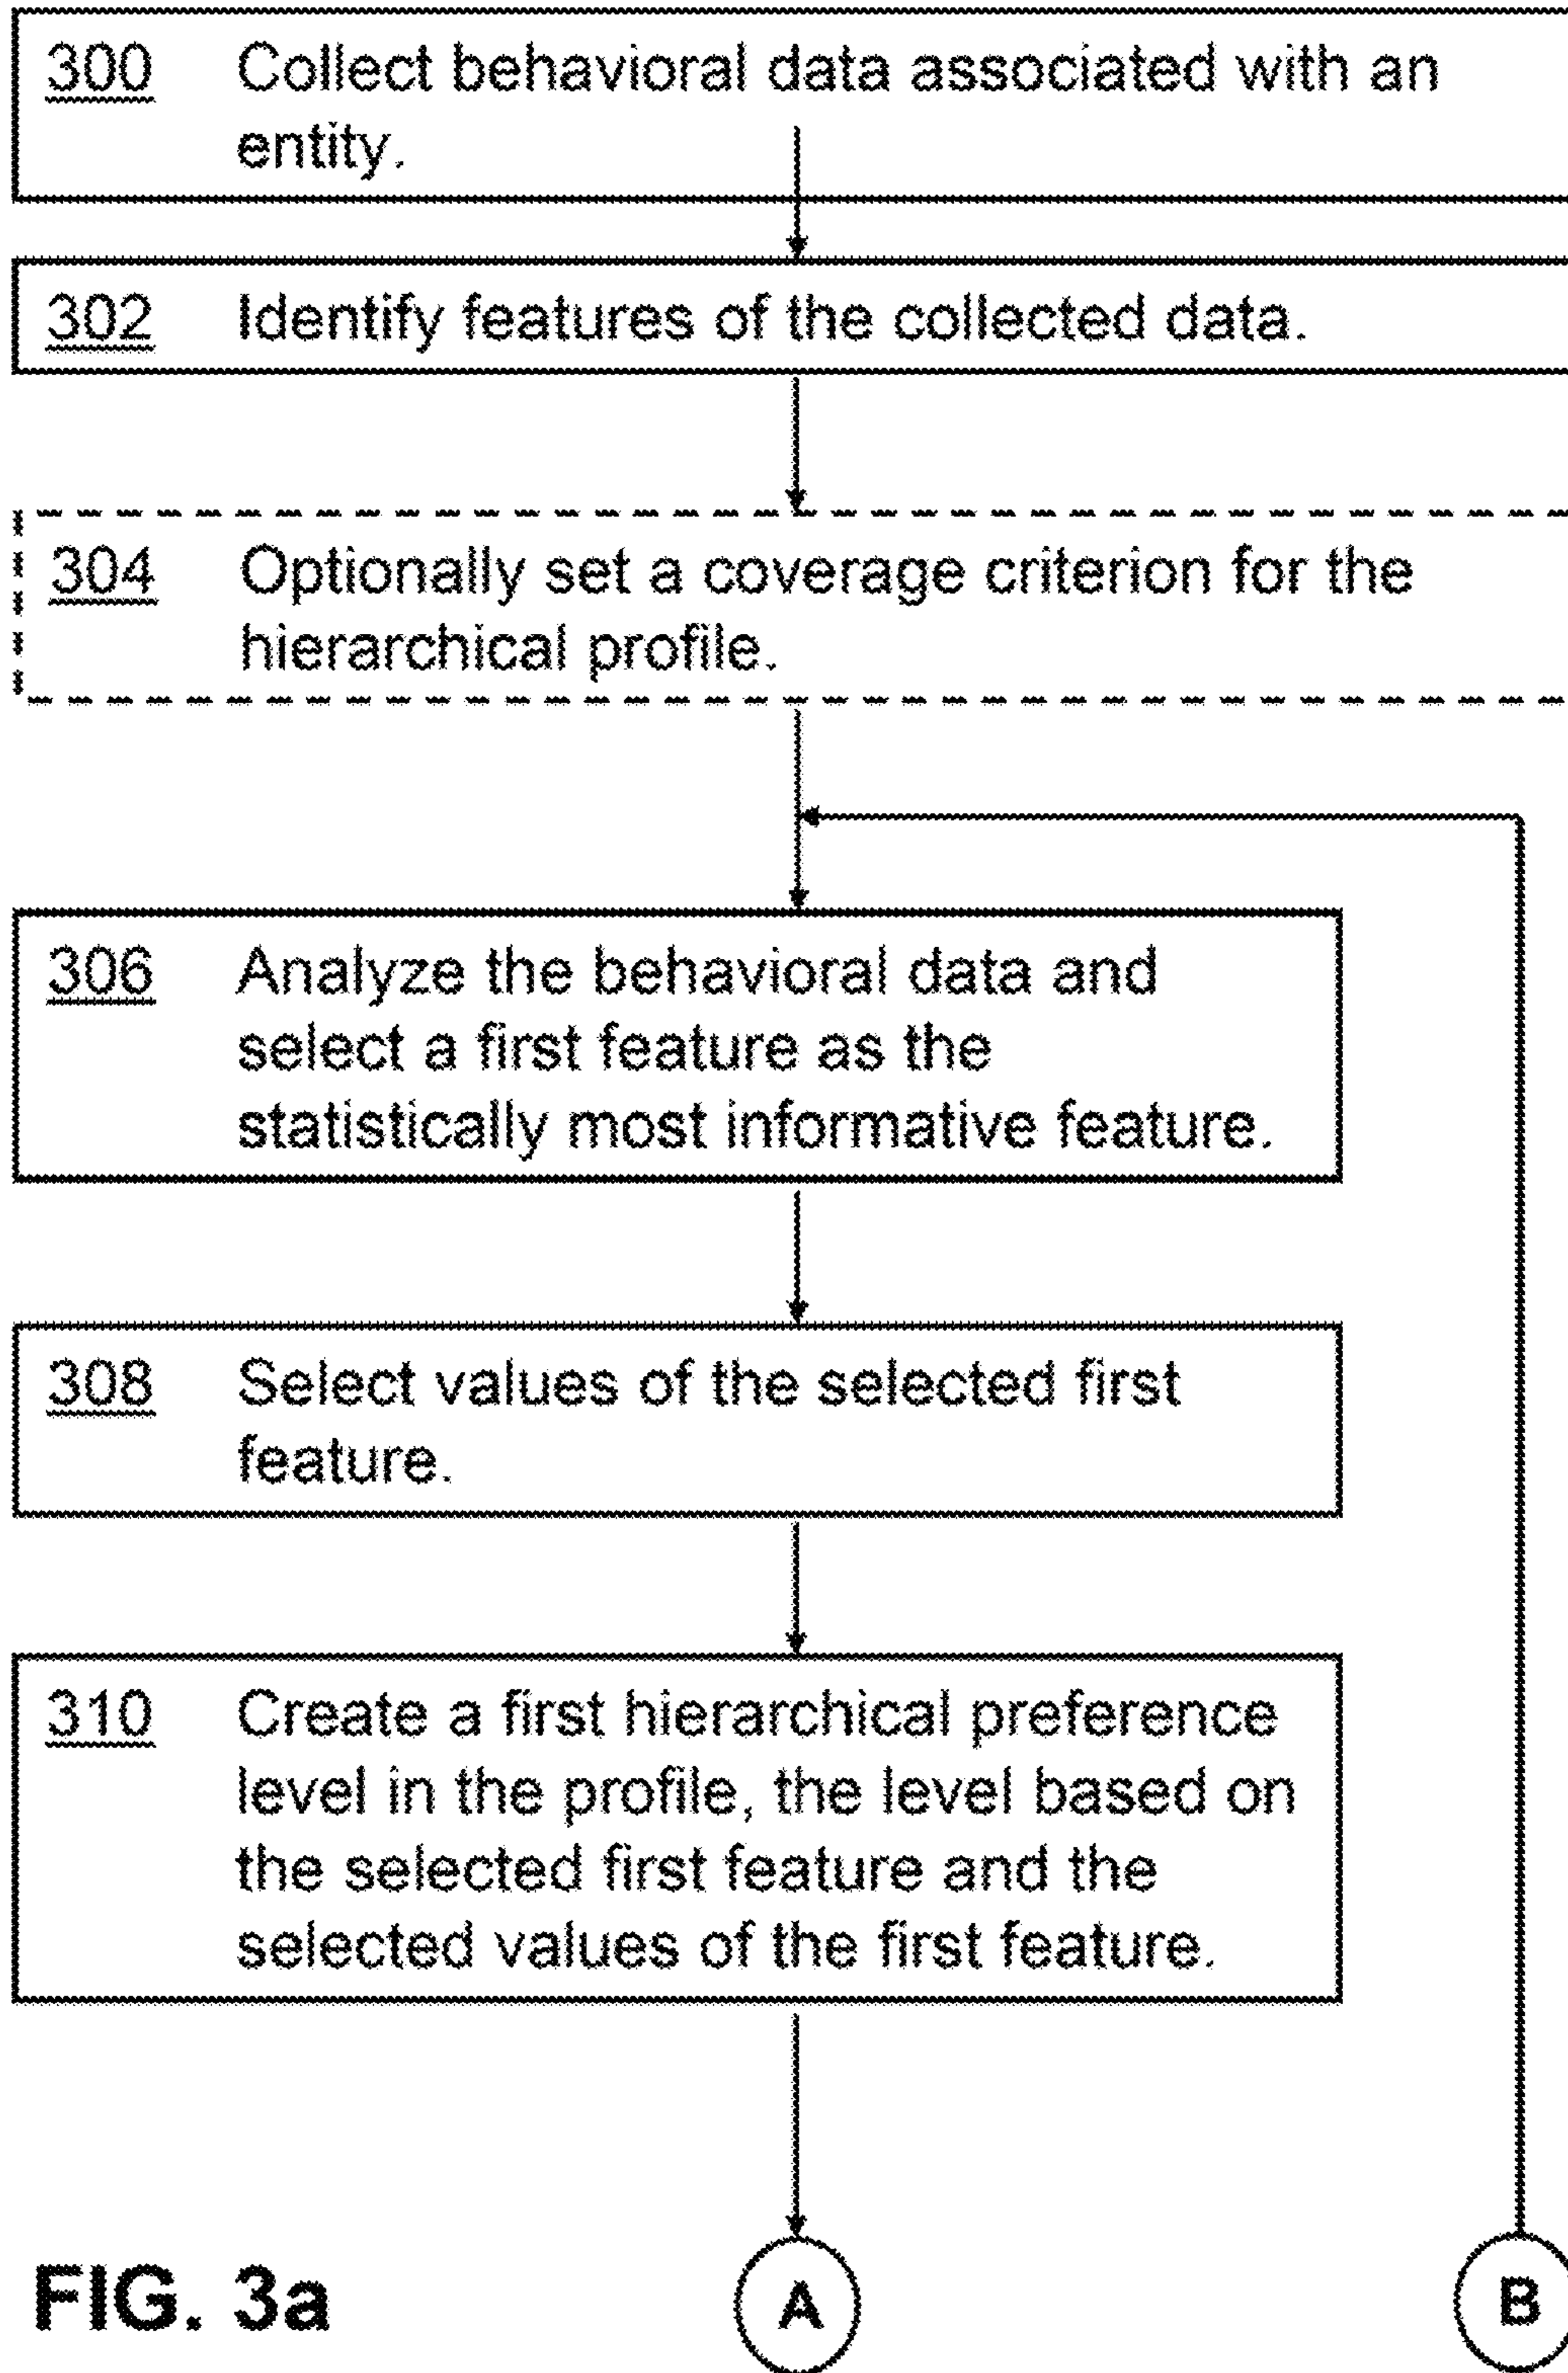 300 Collect behavioral data associated with an
entity.
302 Identify features of the collected data.
304 Optionally set a coverage criterion for the
hierarchical profile.
306 Analyze the behavioral data and
select a first feature as the
statistically most informative feature.
308 Select values of the selected first
feature.
310 Create a first hierarchical preference
level in the profile, the level based on
the selected first feature and the
selected values of the first feature.
FIG. 3a A B